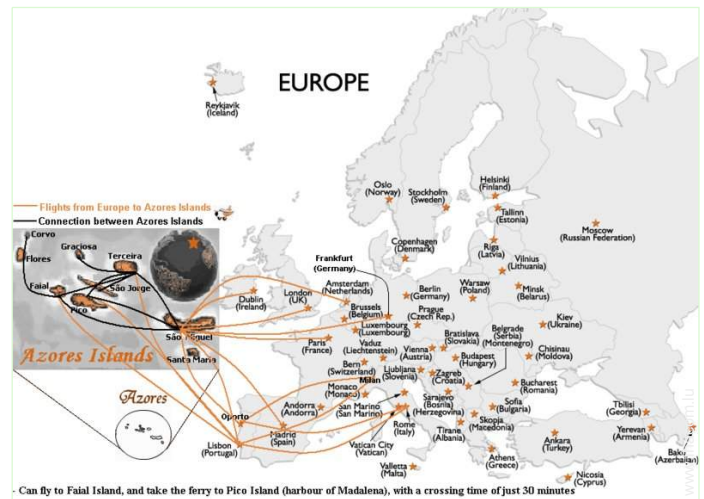 EUROPE
Reykjavik
(Iceland)
Flights from Europe to Azores Islands
Connection between Azores Islands
Corvo
Graciosa
Flores
Terceira
Faial
São Jorge
Pico
São Miguel
Santa Maria
Azores Islands
Azores
Oslo
(Norway)
Stockholm
(Sweden)
Helsinki
(Finland)
Tallinn
(Estonia)
Moscow
(Russian Federation)
Copenhagen
(Denmark)
Riga
(Latvia)
Vilnius
(Lithuania)
Frankfurt
(Germany)
Dublin
(Ireland)
London
(UK)
Amsterdam
(Netherlands)
Berlin
(Germany)
Warsaw
(Poland)
Minsk
(Belarus)
Brussels
(Belgium)
Prague
(Czech Rep.)
Kiev
(Ukraine)
Luxembourg
(Luxembourg)
Paris
(France)
Vaduz
(Liechtenstein)
Vienna
(Austria)
Bratislava
(Slovakia)
Belgrade
(Serbia)
(Montenegro)
Chisinau
(Moldova)
Budapest
(Hungary)
Bern
(Switzerland)
Ljubljana
(Slovenia)
Zagreb
(Croatia)
Milan
Monaco
(Monaco)
Bucharest
(Romania)
Andorra
(Andorra)
San Marino
(San Marino)
Sarajevo
(Bosnia)
(Herzegovina)
Sofia
(Bulgaria)
Tbilisi
(Georgia)
Oporto
Skopja
(Macedonia)
Rome
(Italy)
Tirane
(Albania)
Yerevan
(Armenia)
Lisbon
(Portugal)
Madrid
(Spain)
Vatican City
(Vatican)
Ankara
(Turkey)
Athens
(Greece)
Baku
(Azerbaijan)
Valletta
(Malta)
Nicosia
(Cyprus)
- Can fly to Faial Island, and take the ferry to Pico Island (harbour of Madalena), with a crossing time of just 30 minutes